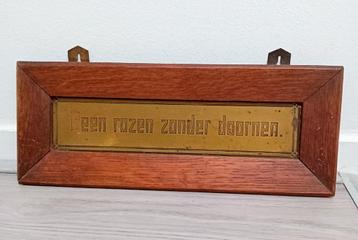 Geen rozen zonder doornen.